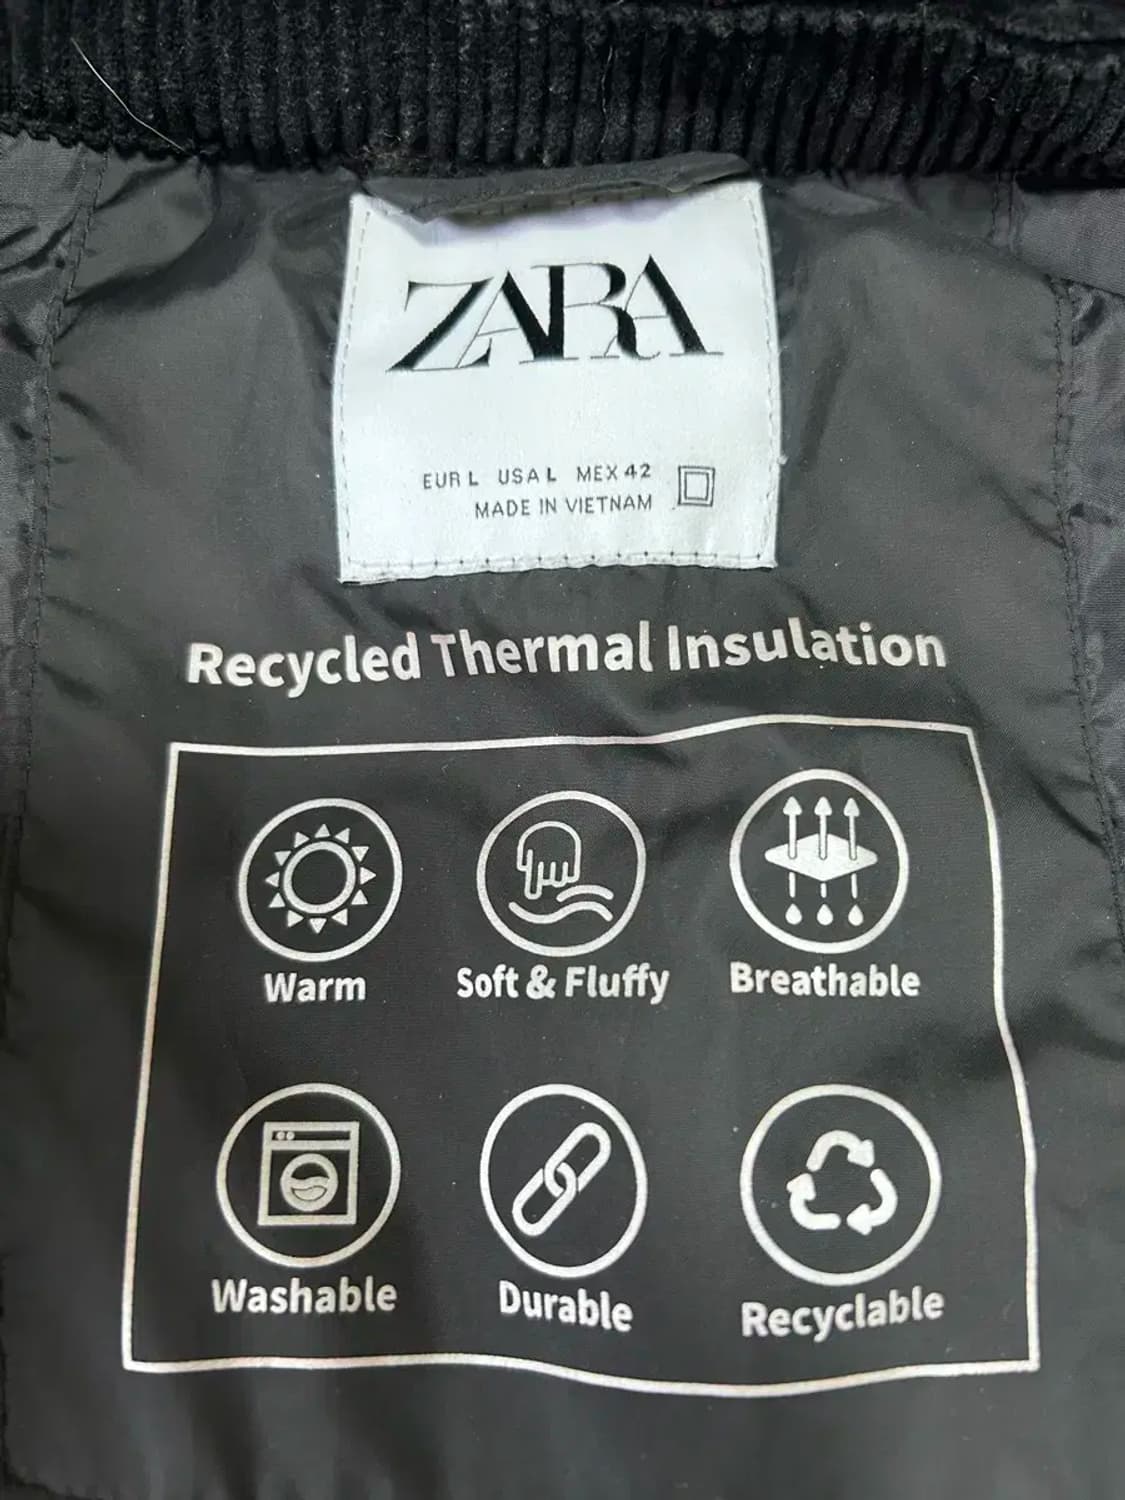 ZARA
EUR L USA L MEX 42
MADE IN VIETNAM
Recycled Thermal Insulation
Warm
Soft & Fluffy
Breathable
Washable
Durable
Recyclable